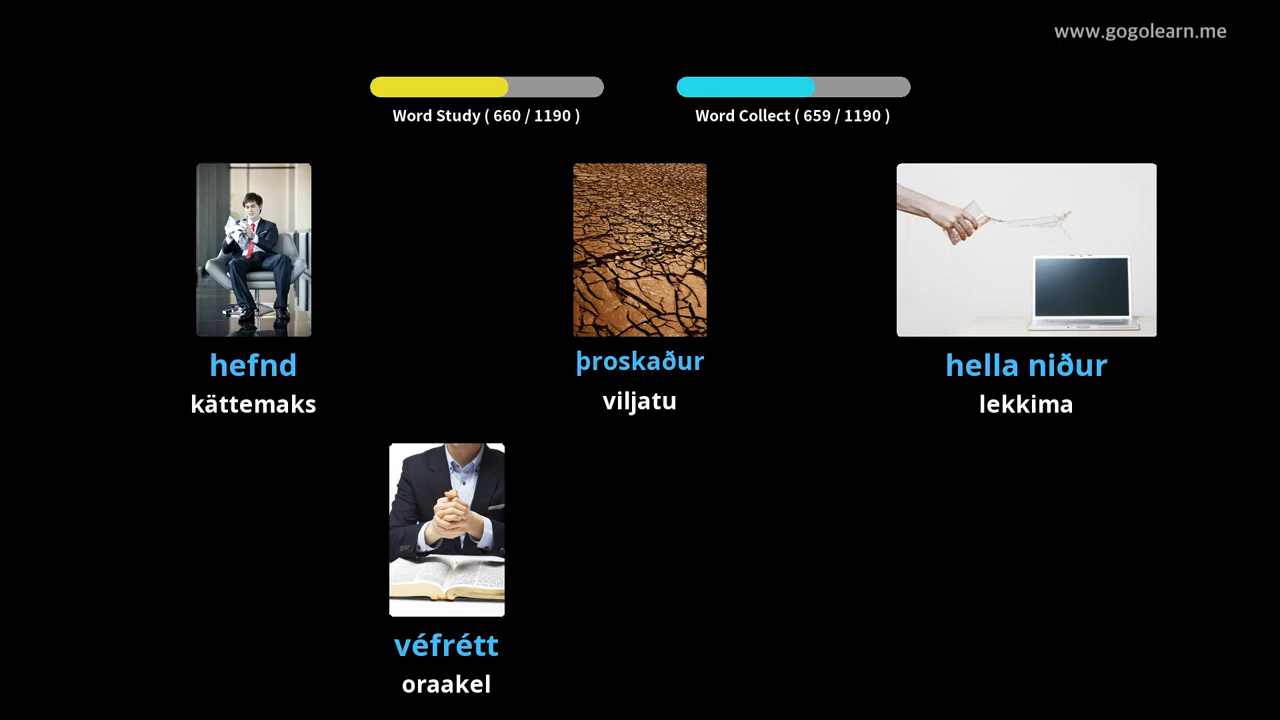 www.gogolearn.me
Word Study ( 660 / 1190 )
Word Collect ( 659 / 1190 )
hefnd
kättemaks
þroskaður
viljatu
hella niður
lekkima
véfrétt
oraakel